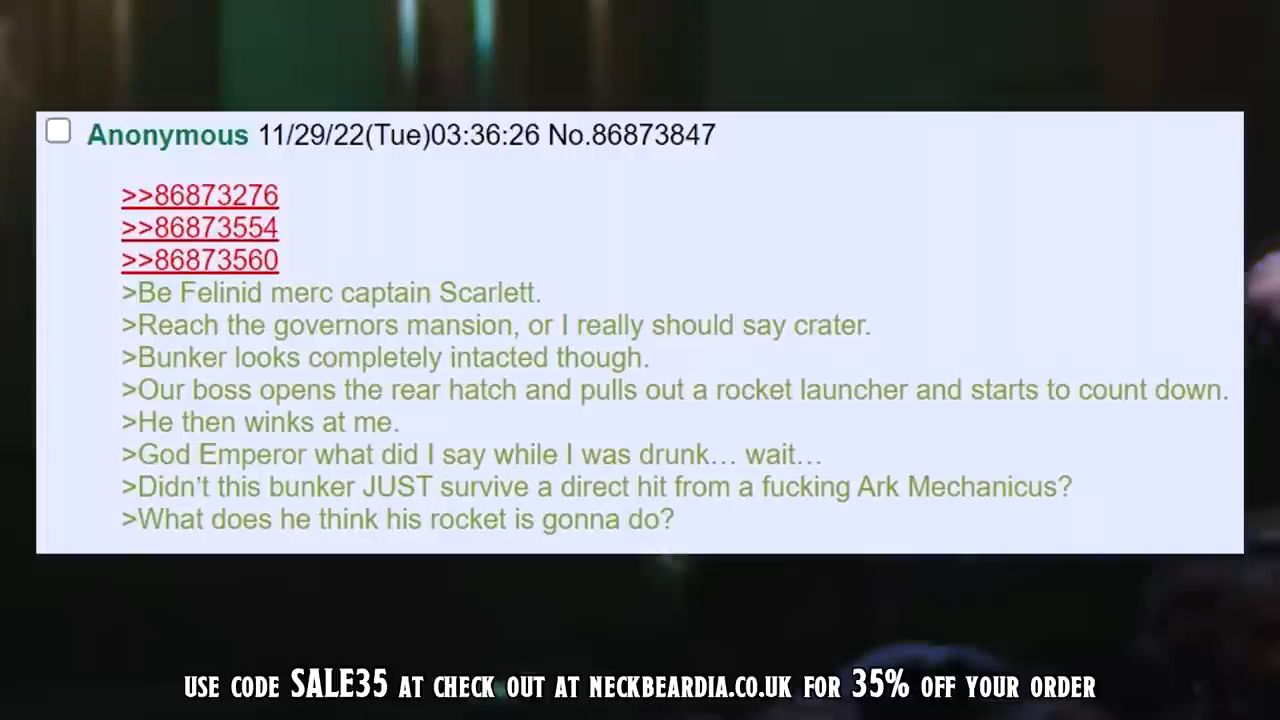 Anonymous 11/29/22(Tue)03:36:26 No.86873847
>>86873276
>>86873554
>>86873560
>Be Felinid merc captain Scarlett.
>Reach the governors mansion, or I really should say crater.
>Bunker looks completely intacted though.
>Our boss opens the rear hatch and pulls out a rocket launcher and starts to count down.
>He then winks at me.
>God Emperor what did I say while I was drunk… wait…
>Didn't this bunker JUST survive a direct hit from a fucking Ark Mechanicus?
>What does he think his rocket is gonna do?
USE CODE SALE35 AT CHECK OUT AT NECKBEARDIA.CO.UK FOR 35% OFF YOUR ORDER